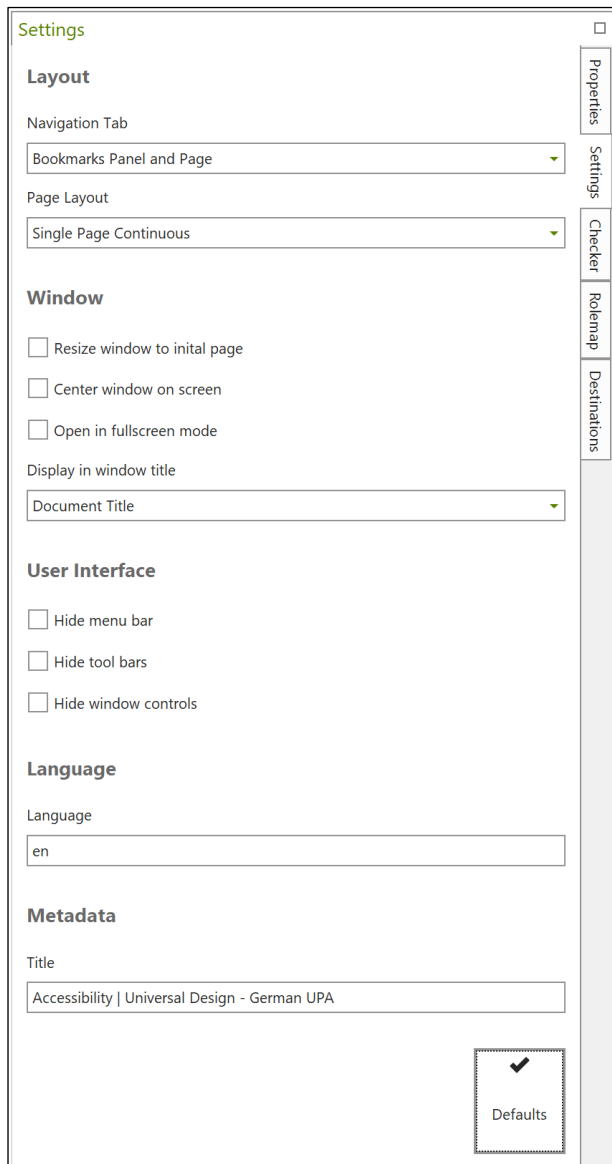 Settings
Layout
Navigation Tab
Bookmarks Panel and Page
Page Layout
Single Page Continuous
Window
Resize window to inital page
Center window on screen
Open in fullscreen mode
Display in window title
Document Title
User Interface
Hide menu bar
Hide tool bars
Hide window controls
Language
Language
en
Metadata
Title
Accessibility | Universal Design - German UPA
Defaults
Properties
Settings
Checker
Rolemap
Destinations